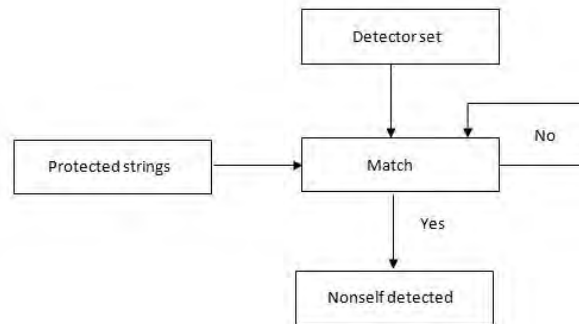 Detector set
No
Protected strings
Match
Yes
Nonself detected